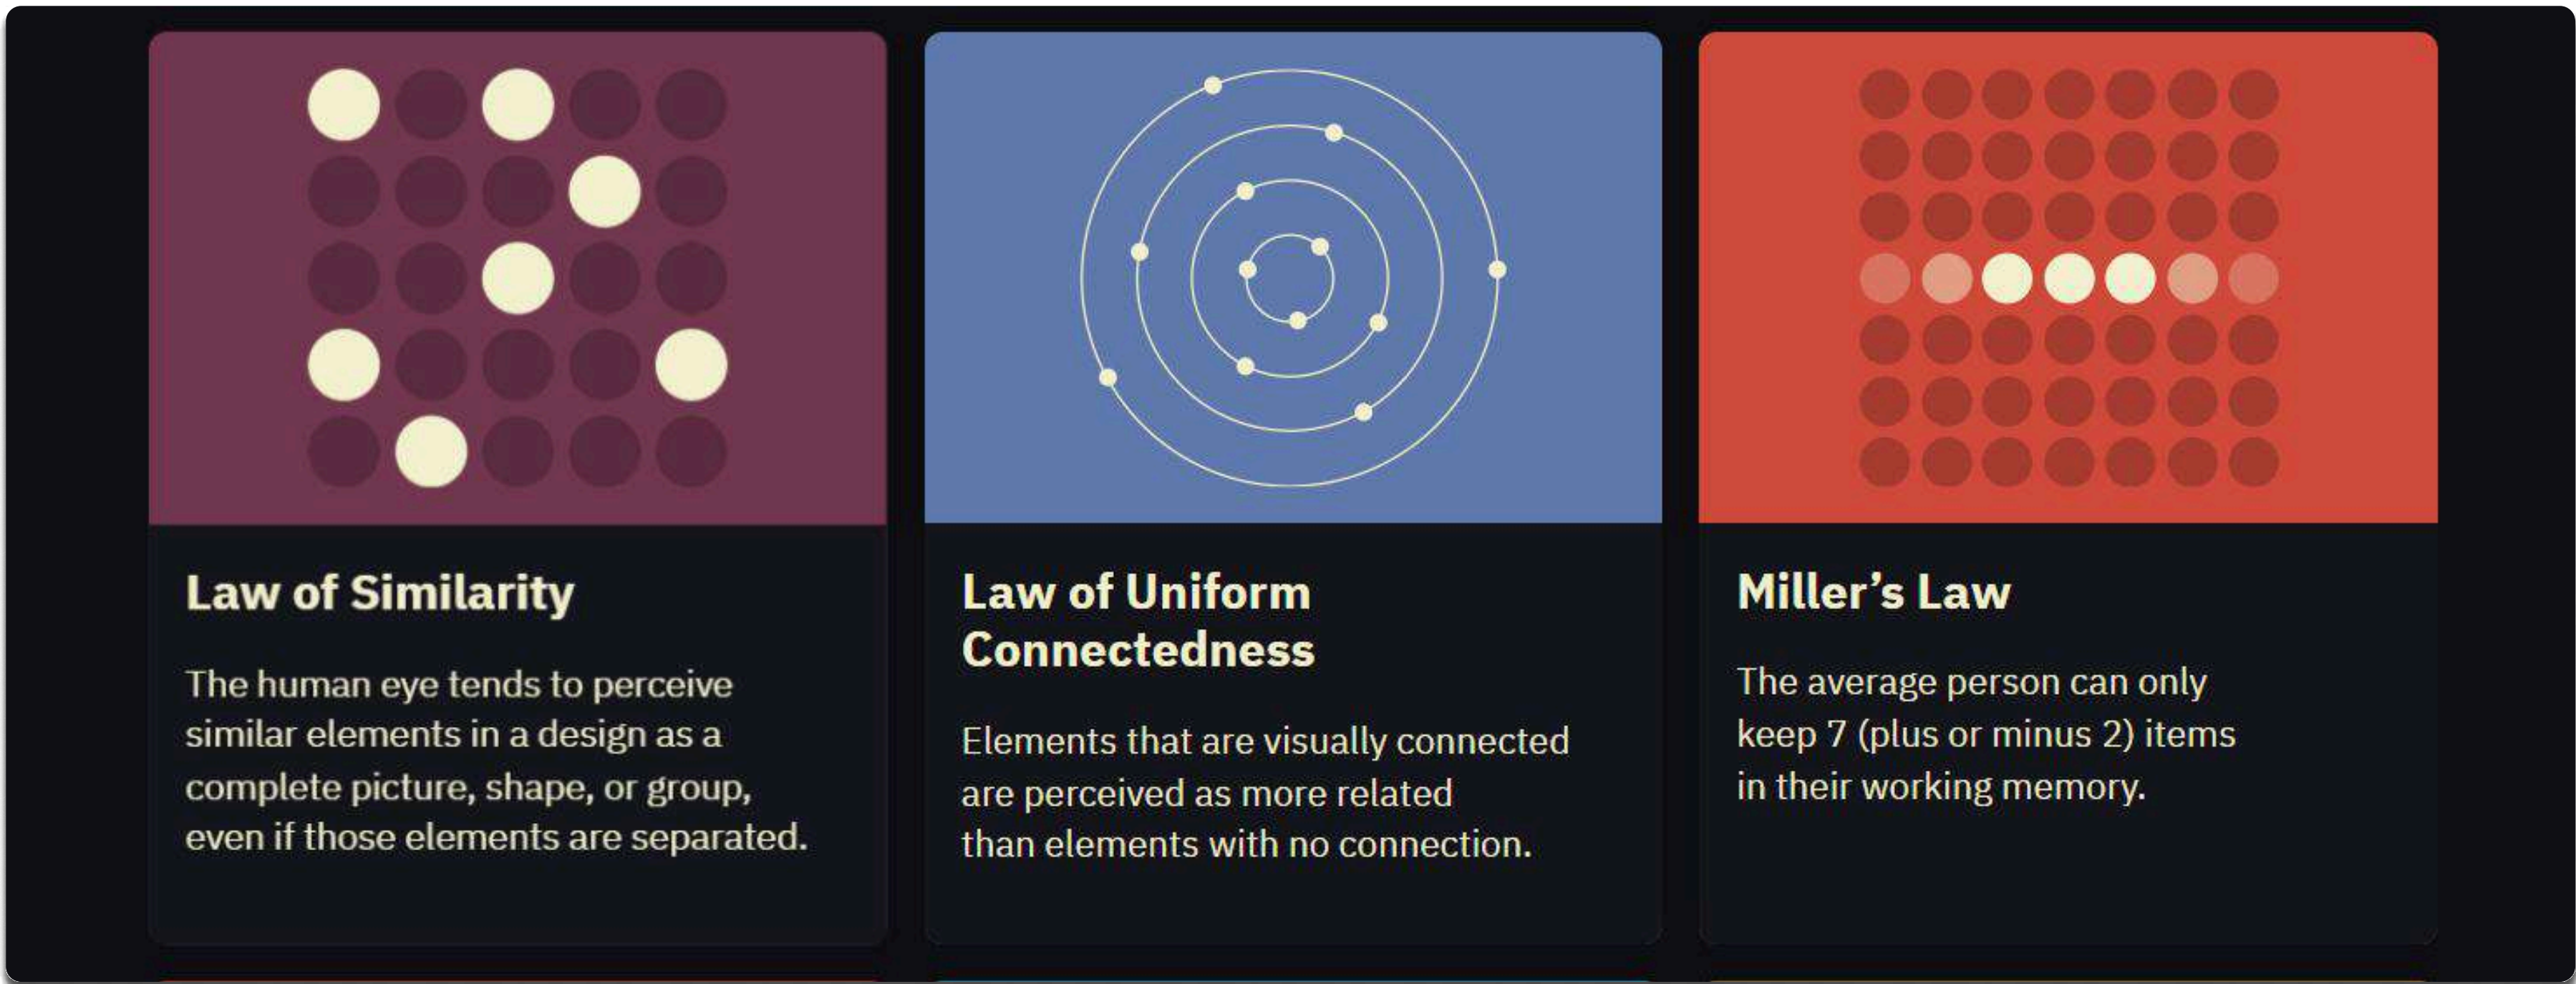 Law of Similarity
The human eye tends to perceive
similar elements in a design as a
complete picture, shape, or group,
even if those elements are separated.
Law of Uniform
Connectedness
Elements that are visually connected
are perceived as more related
than elements with no connection.
Miller’s Law
The average person can only
keep 7 (plus or minus 2) items
in their working memory.